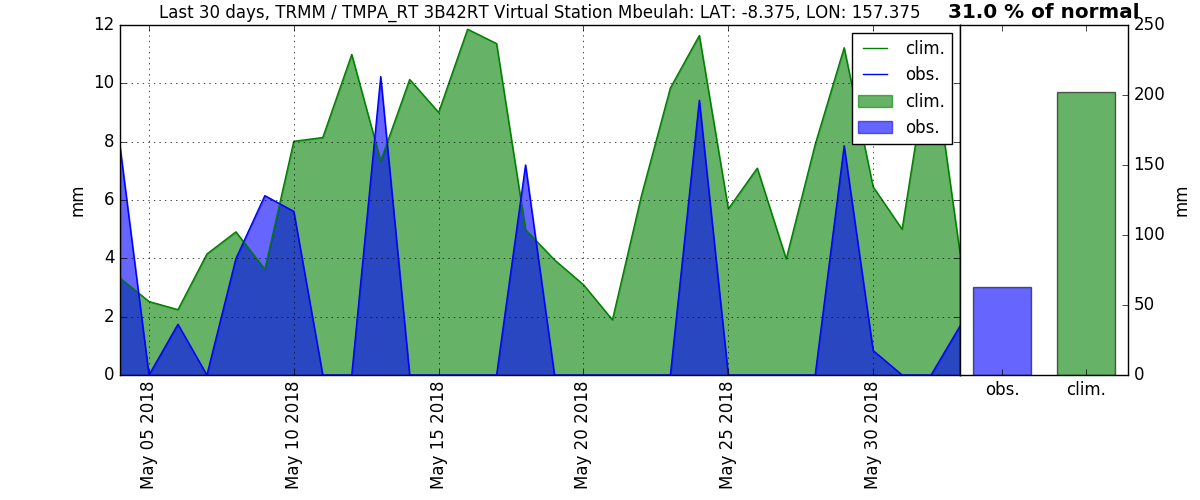 Last 30 days, TRMM / TMPA_RT 3B42RT Virtual Station Mbeulah: LAT: -8.375, LON: 157.375
31.0 % of normal
12
10
8
6
4
2
0
mm
clim.
obs.
clim.
obs.
May 05 2018
May 10 2018
May 15 2018
May 20 2018
May 25 2018
May 30 2018
250
200
150
100
50
0
mm
obs.
clim.